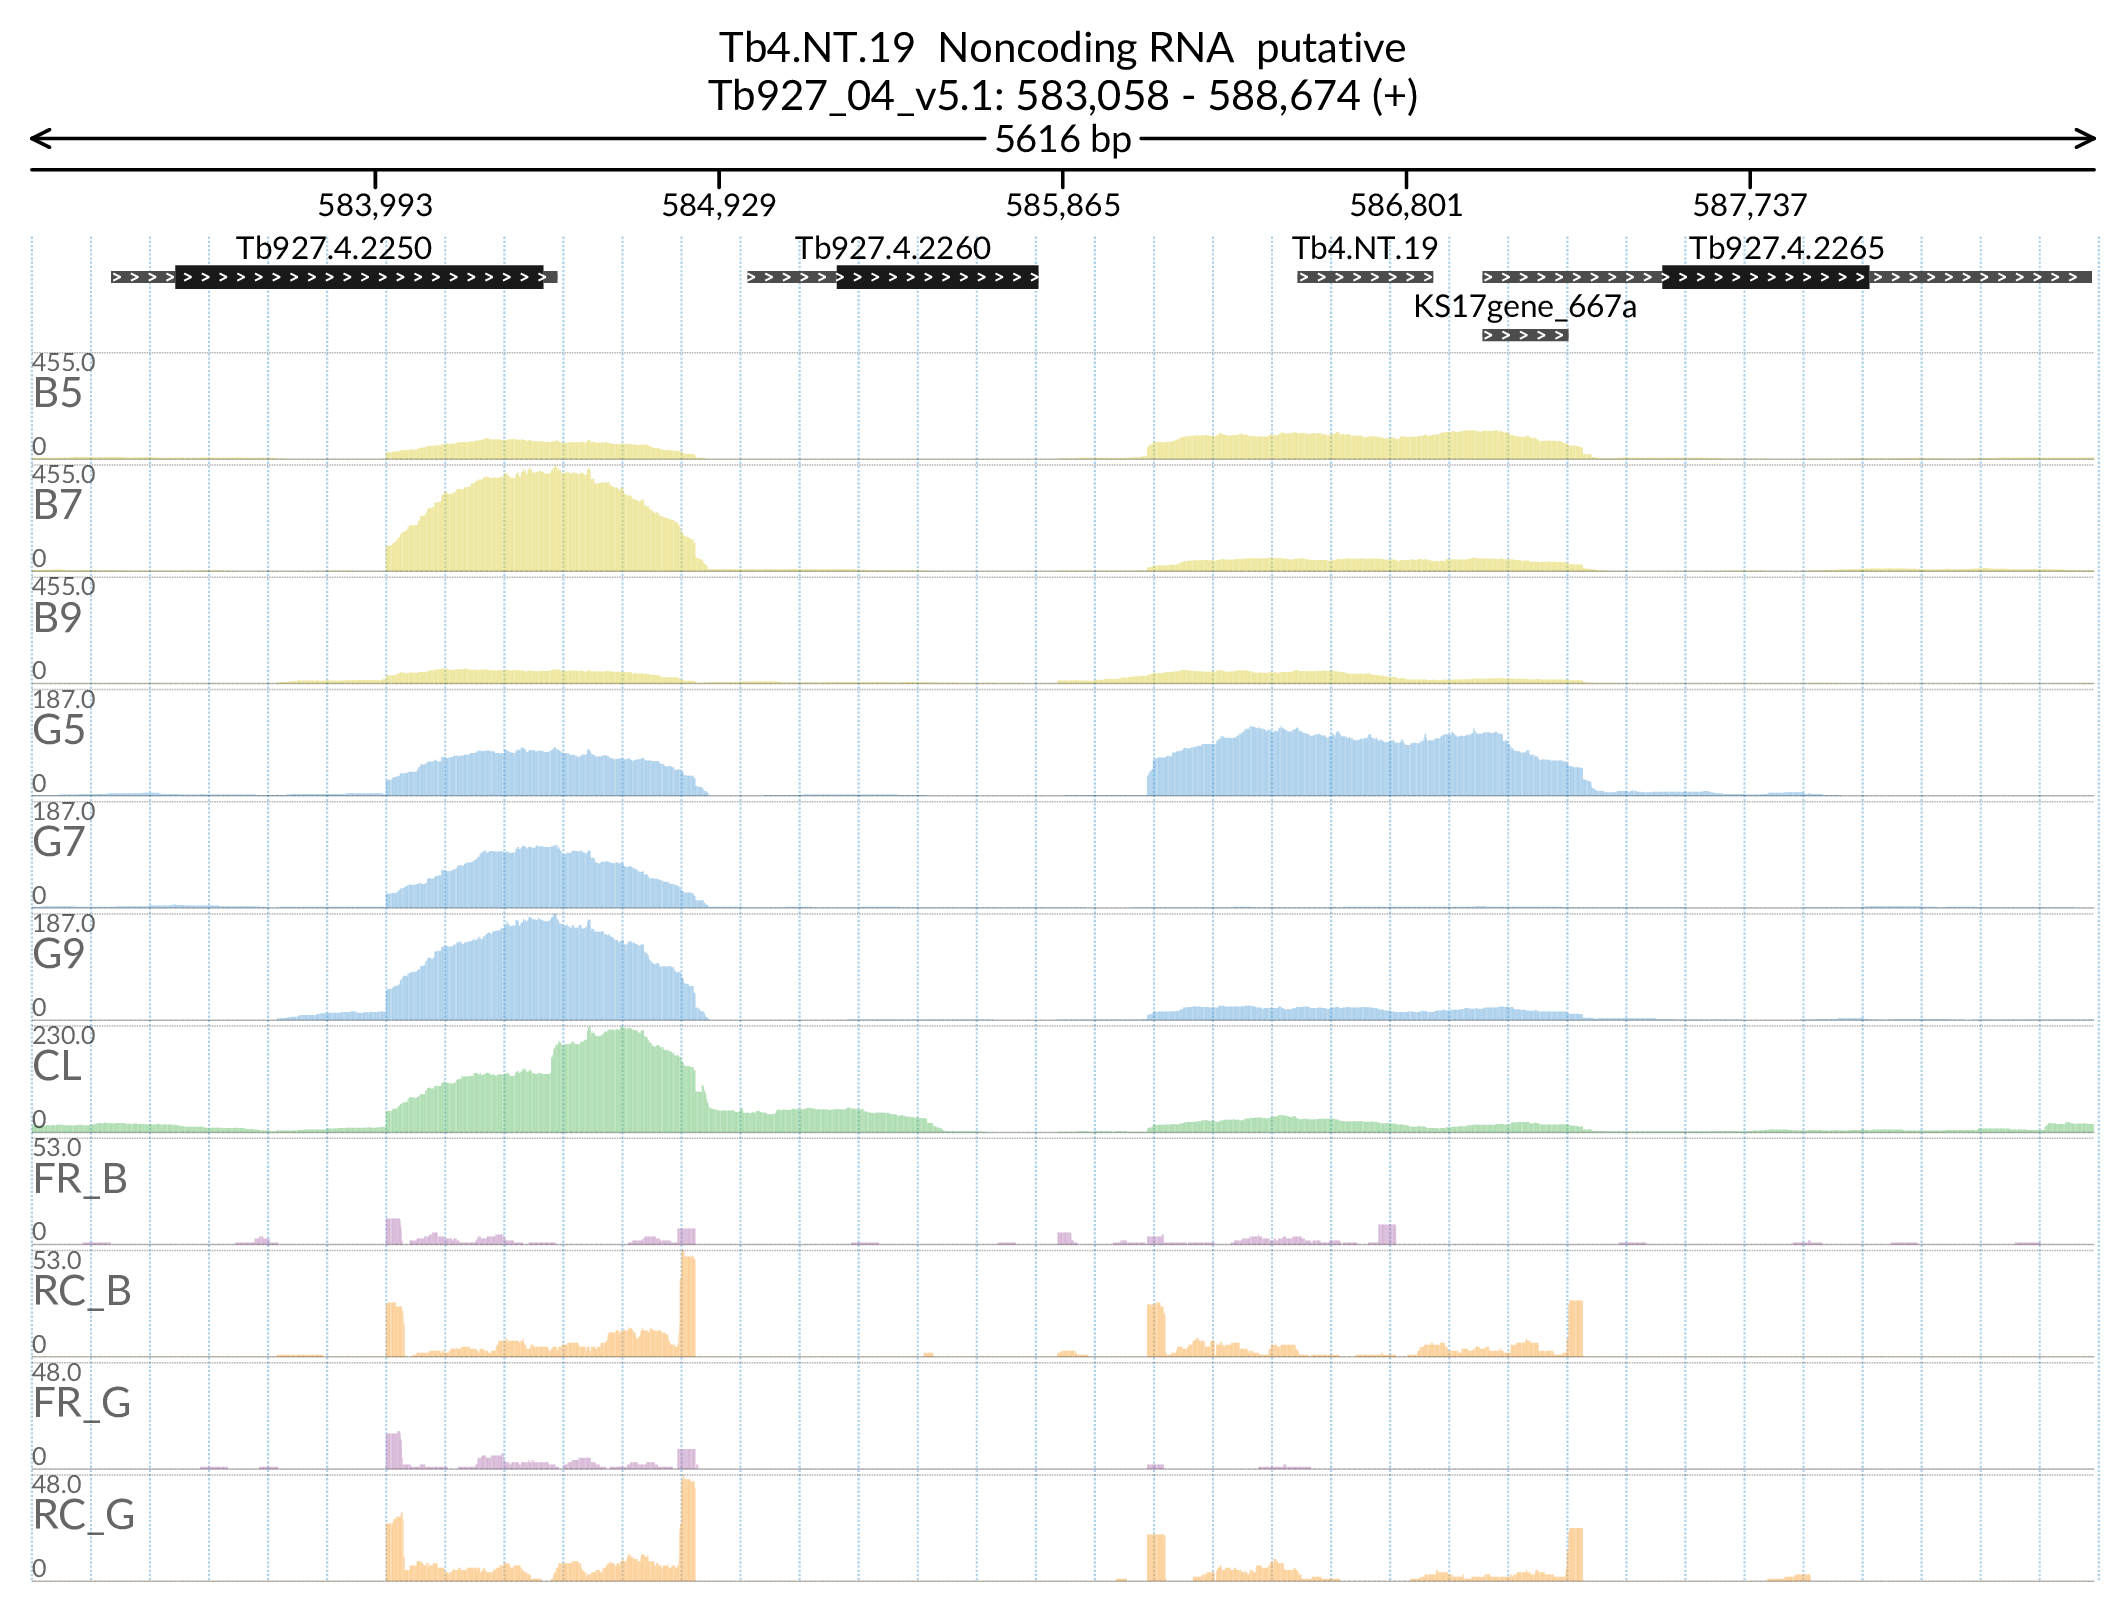 Tb4.NT.19  Noncoding RNA  putative
Tb927_04_v5.1: 583,058 - 588,674 (+)
5616 bp
583,993 584,929 585,865 586,801 587,737
Tb927.4.2250 Tb927.4.2260 Tb4.NT.19 Tb927.4.2265
KS17gene_667a
455.0
B5
0
455.0
B7
0
455.0
B9
0
187.0
G5
0
187.0
G7
0
187.0
G9
0
230.0
CL
0
53.0
FR_B
0
53.0
RC_B
0
48.0
FR_G
0
48.0
RC_G
0